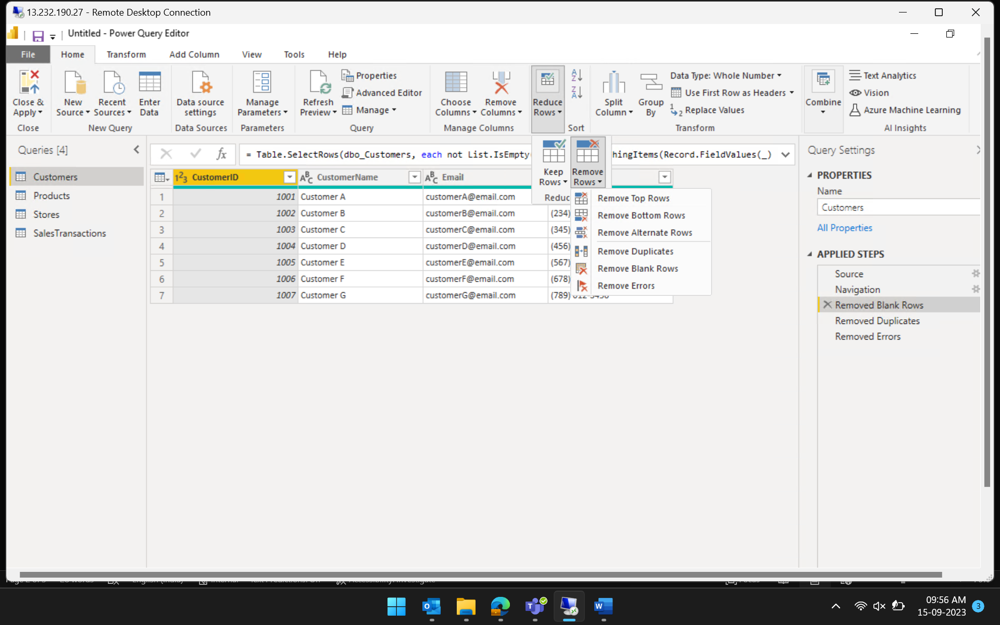 13.232.190.27 - Remote Desktop Connection
Untitled - Power Query Editor
File Home Transform Add Column View Tools Help
Close & Apply
Close
New Source
Recent Sources
Enter Data
New Query
Data source settings
Data Sources
Manage Parameters
Parameters
Refresh Preview
Properties
Advanced Editor
Manage
Query
Choose Columns
Remove Columns
Manage Columns
Reduce Rows
Sort
Split Column
Group By
Data Type: Whole Number
Use First Row as Headers
Replace Values
Transform
Combine
Text Analytics
Vision
Azure Machine Learning
AI Insights
Queries [4]
Customers
Products
Stores
SalesTransactions
fx
= Table.SelectRows(dbo_Customers, each not List.IsEmpty
hingItems(Record.FieldValues(_)
Keep Rows
Remove Rows
Reduc
Remove Top Rows
Remove Bottom Rows
Remove Alternate Rows
Remove Duplicates
Remove Blank Rows
Remove Errors
CustomerID CustomerName Email
1 1001 Customer A customerA@email.com
2 1002 Customer B customerB@email.com (234)
3 1003 Customer C customerC@email.com (345)
4 1004 Customer D customerD@email.com (456)
5 1005 Customer E customerE@email.com (567)
6 1006 Customer F customerF@email.com (678)
7 1007 Customer G customerG@email.com (789)
Query Settings
PROPERTIES
Name
Customers
All Properties
APPLIED STEPS
Source
Navigation
Removed Blank Rows
Removed Duplicates
Removed Errors
09:56 AM
15-09-2023
3